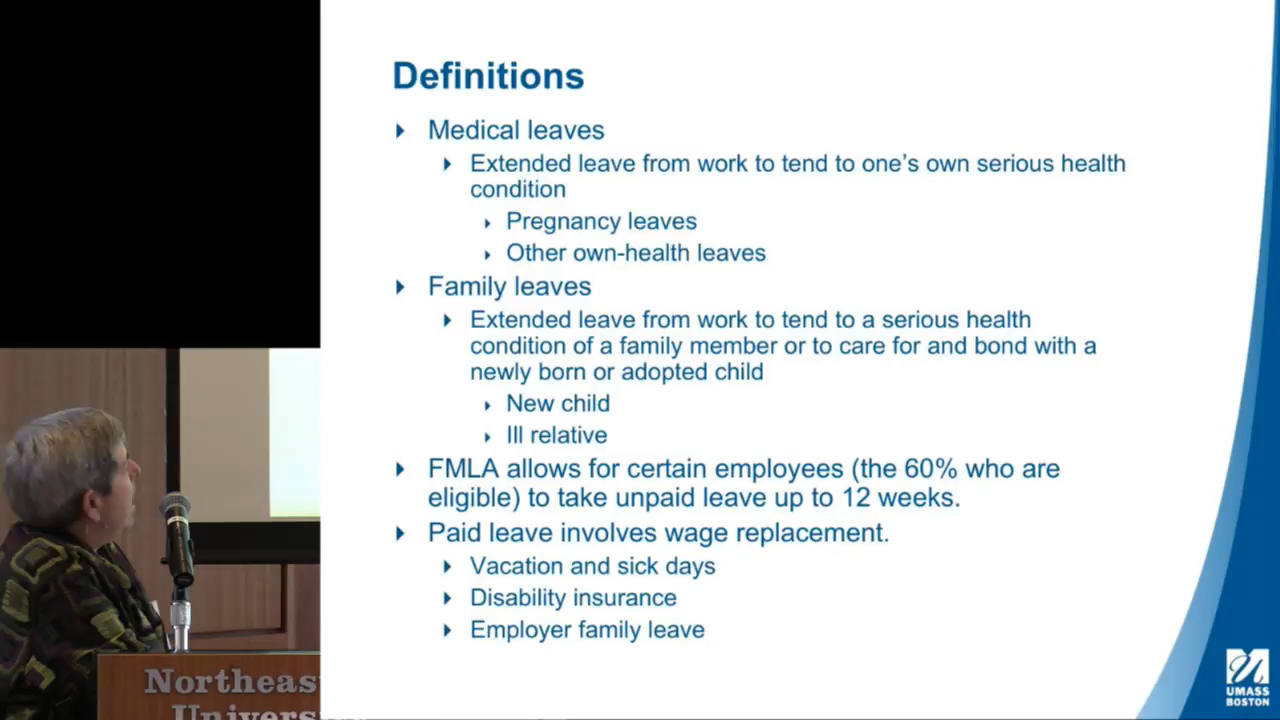 Definitions
Medical leaves
Extended leave from work to tend to one's own serious health
condition
Pregnancy leaves
Other own-health leaves
Family leaves
Extended leave from work to tend to a serious health
condition of a family member or to care for and bond with a
newly born or adopted child
New child
Ill relative
FMLA allows for certain employees (the 60% who are
eligible) to take unpaid leave up to 12 weeks.
Paid leave involves wage replacement.
Vacation and sick days
Disability insurance
Employer family leave
Northeas
Universi
UMASS
BOSTON